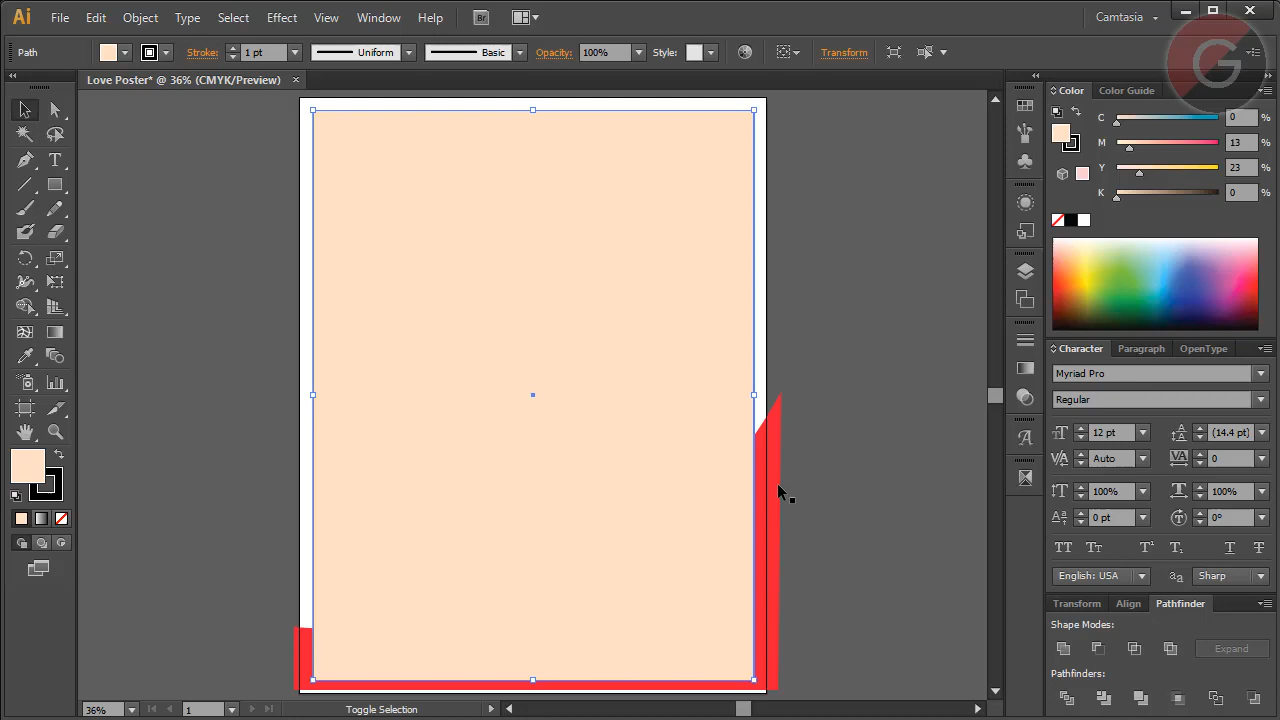 Ai File Edit Object Type Select Effect View Window Help Br Camtasia
Path Stroke: 1 pt Uniform Basic Opacity: 100% Style: Transform
Love Poster* @ 36% (CMYK/Preview) ×
Color Color Guide
C 0 %
M 13 %
Y 23 %
K 0 %
Character Paragraph OpenType
Myriad Pro
Regular
12 pt (14.4 pt)
Auto 0
100% 100%
0 pt 0°
English: USA Sharp
Transform Align Pathfinder
Shape Modes:
Expand
Pathfinders:
36% 1 Toggle Selection